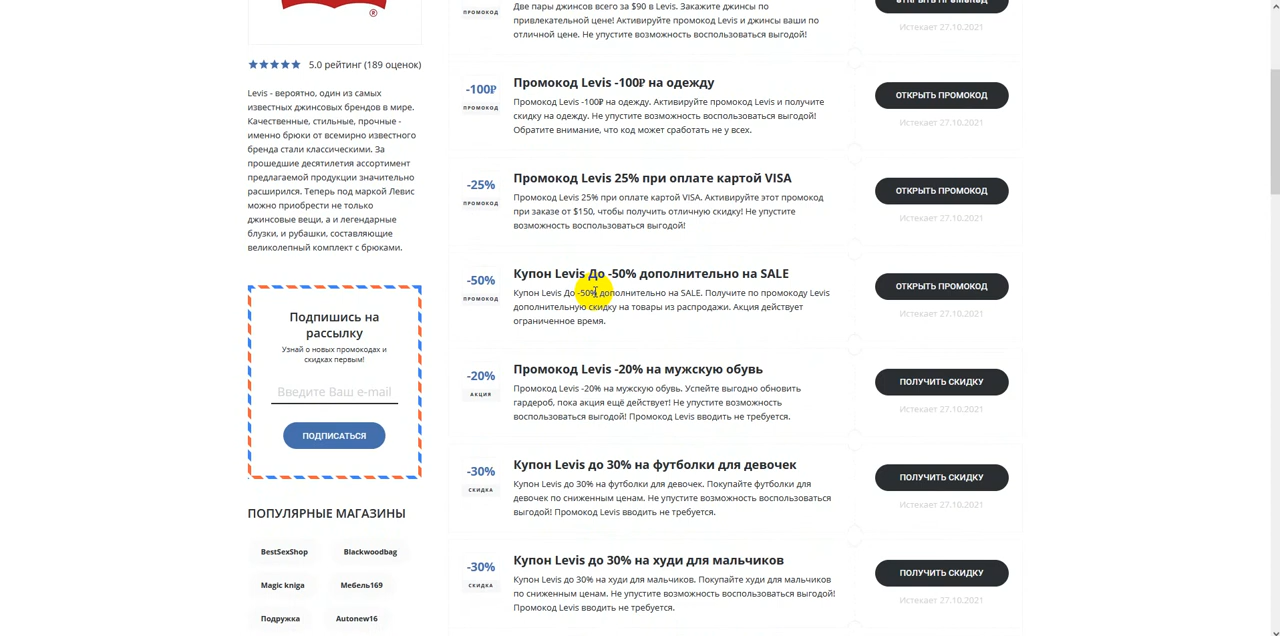 ®
5.0 рейтинг (189 оценок)
Levis - вероятно, один из самых
известных джинсовых брендов в мире.
Качественные, стильные, прочные -
именно брюки от всемирно известного
бренда стали классическими. За
прошедшие десятилетия ассортимент
предлагаемой продукции значительно
расширился. Теперь под маркой Левис
можно приобрести не только
джинсовые вещи, а и легендарные
блузки, и рубашки, составляющие
великолепный комплект с брюками.
Подпишись на
рассылку
Узнай о новых промокодах и
скидках первым!
Введите Ваш e-mail
ПОДПИСАТЬСЯ
ПОПУЛЯРНЫЕ МАГАЗИНЫ
BestSexShop
Blackwoodbag
Magic kniga
Мебель169
Подружка
Autonew16
ПРОМОКОД
Две пары джинсов всего за $90 в Levis. Закажите джинсы по
привлекательной цене! Активируйте промокод Levis и джинсы ваши по
отличной цене. Не упустите возможность воспользоваться выгодой!
ОТКРЫТЬ ПРОМОКОД
Истекает 27.10.2021
-100₽
ПРОМОКОД
Промокод Levis -100₽ на одежду
Промокод Levis -100₽ на одежду. Активируйте промокод Levis и получите
скидку на одежду. Не упустите возможность воспользоваться выгодой!
Обратите внимание, что код может сработать не у всех.
ОТКРЫТЬ ПРОМОКОД
Истекает 27.10.2021
-25%
ПРОМОКОД
Промокод Levis 25% при оплате картой VISA
Промокод Levis 25% при оплате картой VISA. Активируйте этот промокод
при заказе от $150, чтобы получить отличную скидку! Не упустите
возможность воспользоваться выгодой!
ОТКРЫТЬ ПРОМОКОД
Истекает 27.10.2021
-50%
ПРОМОКОД
Купон Levis До -50% дополнительно на SALE
Купон Levis До -50% дополнительно на SALE. Получите по промокоду Levis
дополнительную скидку на товары из распродажи. Акция действует
ограниченное время.
ОТКРЫТЬ ПРОМОКОД
Истекает 27.10.2021
-20%
АКЦИЯ
Промокод Levis -20% на мужскую обувь
Промокод Levis -20% на мужскую обувь. Успейте выгодно обновить
гардероб, пока акция ещё действует! Не упустите возможность
воспользоваться выгодой! Промокод Levis вводить не требуется.
ПОЛУЧИТЬ СКИДКУ
Истекает 27.10.2021
-30%
СКИДКА
Купон Levis до 30% на футболки для девочек
Купон Levis до 30% на футболки для девочек. Покупайте футболки для
девочек по сниженным ценам. Не упустите возможность воспользоваться
выгодой! Промокод Levis вводить не требуется.
ПОЛУЧИТЬ СКИДКУ
Истекает 27.10.2021
-30%
СКИДКА
Купон Levis до 30% на худи для мальчиков
Купон Levis до 30% на худи для мальчиков. Покупайте худи для мальчиков
по сниженным ценам. Не упустите возможность воспользоваться выгодой!
Промокод Levis вводить не требуется.
ПОЛУЧИТЬ СКИДКУ
Истекает 27.10.2021